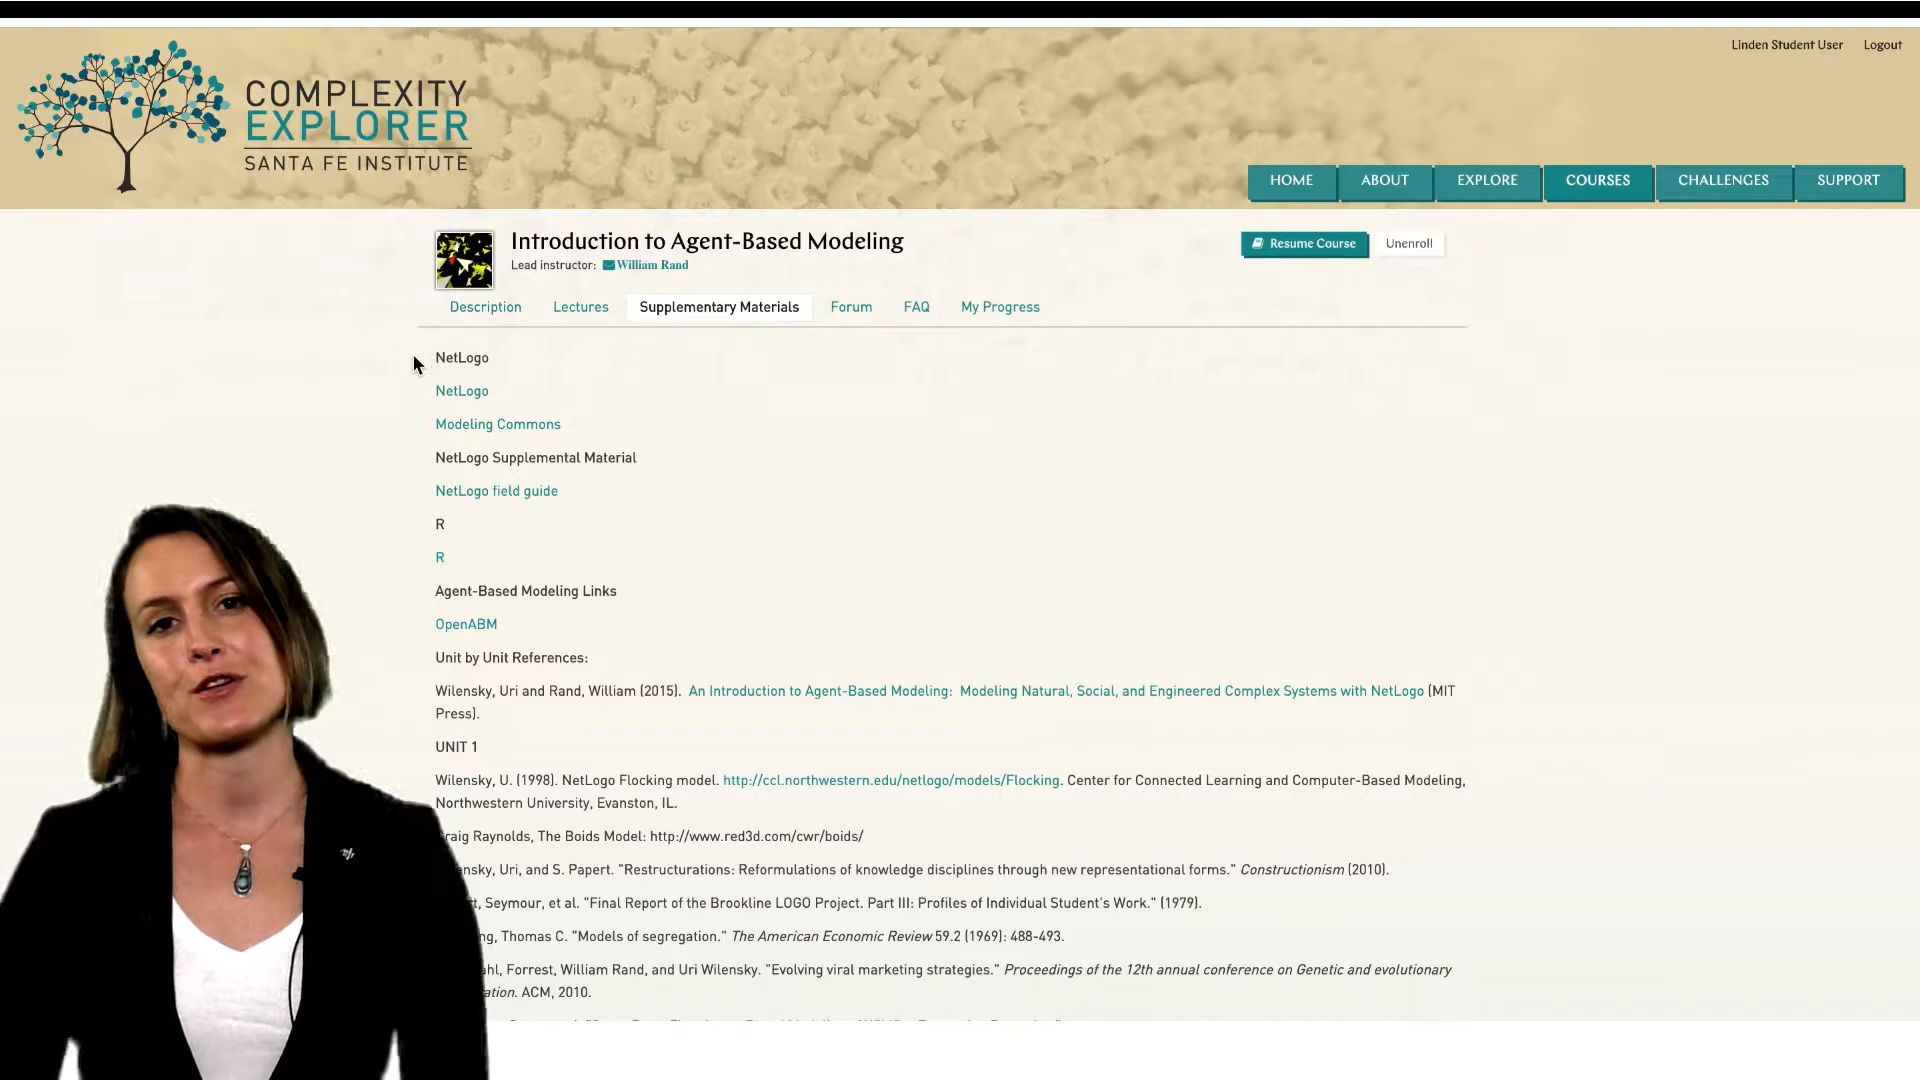 Linden Student User Logout
COMPLEXITY
EXPLORER
SANTA FE INSTITUTE
HOME ABOUT EXPLORE COURSES CHALLENGES SUPPORT
Introduction to Agent-Based Modeling
Resume Course Unenroll
Lead instructor: William Rand
Description Lectures Supplementary Materials Forum FAQ My Progress
NetLogo
NetLogo
Modeling Commons
NetLogo Supplemental Material
NetLogo field guide
R
R
Agent-Based Modeling Links
OpenABM
Unit by Unit References:
Wilensky, Uri and Rand, William (2015). An Introduction to Agent-Based Modeling: Modeling Natural, Social, and Engineered Complex Systems with NetLogo (MIT
Press).
UNIT 1
Wilensky, U. (1998). NetLogo Flocking model. http://ccl.northwestern.edu/netlogo/models/Flocking. Center for Connected Learning and Computer-Based Modeling,
Northwestern University, Evanston, IL.
raig Raynolds, The Boids Model: http://www.red3d.com/cwr/boids/
ensky, Uri, and S. Papert. "Restructurations: Reformulations of knowledge disciplines through new representational forms." Constructionism (2010).
Seymour, et al. "Final Report of the Brookline LOGO Project. Part III: Profiles of Individual Student's Work." (1979).
ng, Thomas C. "Models of segregation." The American Economic Review 59.2 (1969): 488-493.
ahl, Forrest, William Rand, and Uri Wilensky. "Evolving viral marketing strategies." Proceedings of the 12th annual conference on Genetic and evolutionary
ation. ACM, 2010.